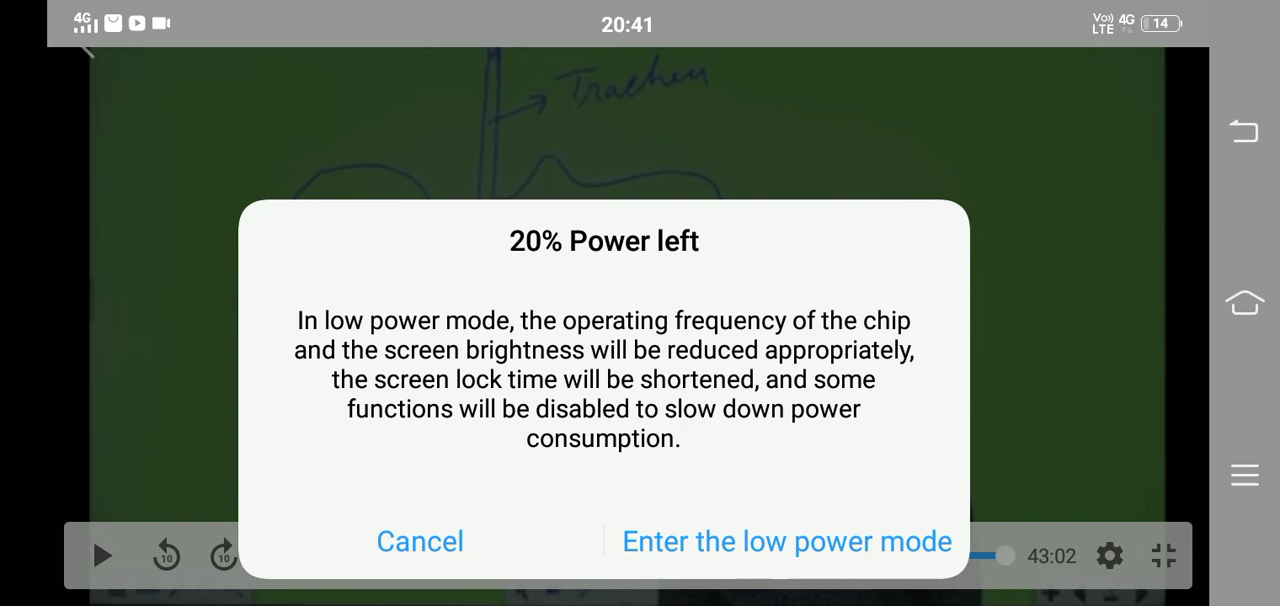 4G
20:41
Vo))
LTE
4G
14
Trachea
20% Power left
In low power mode, the operating frequency of the chip
and the screen brightness will be reduced appropriately,
the screen lock time will be shortened, and some
functions will be disabled to slow down power
consumption.
Cancel
Enter the low power mode
10
10
43:02